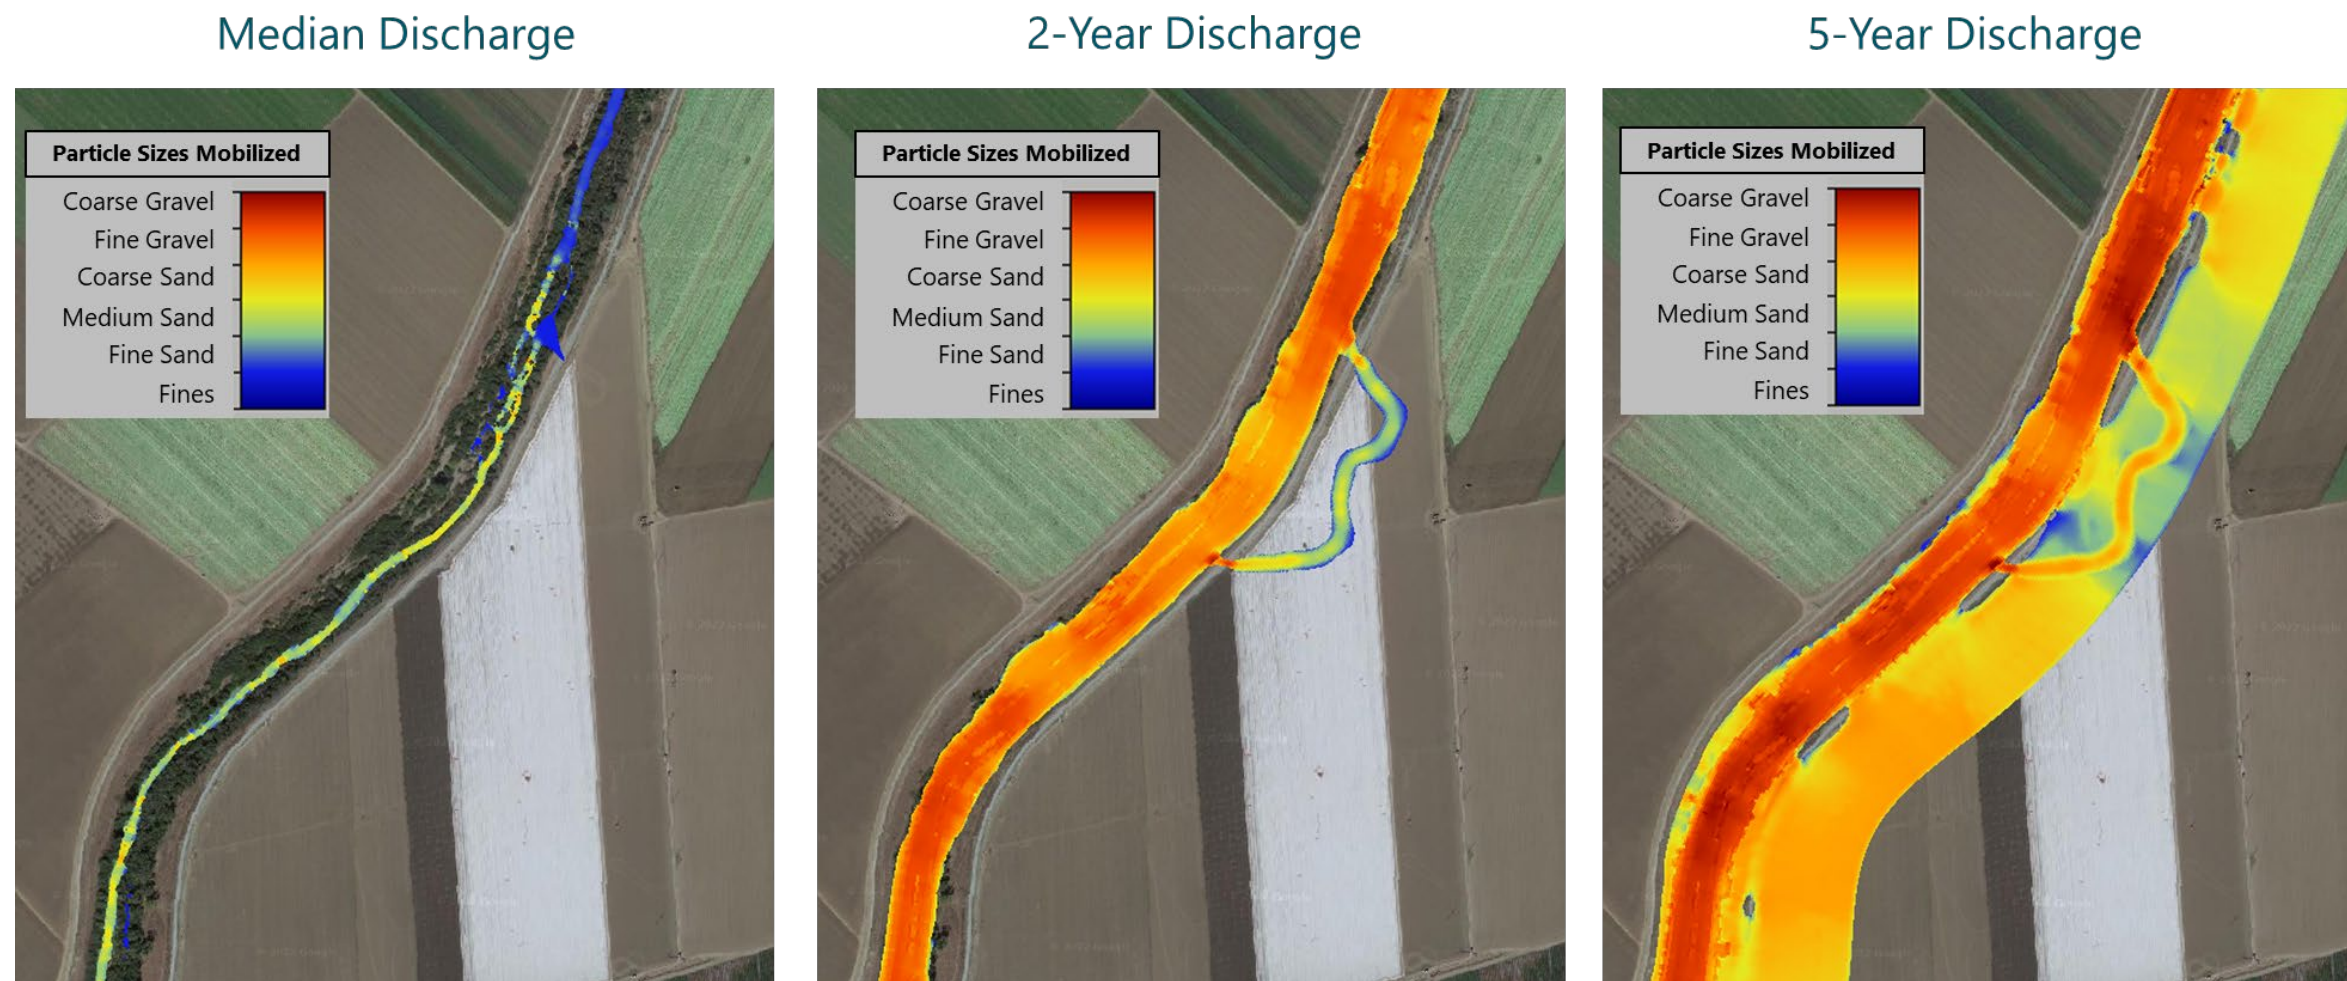 Median Discharge
Particle Sizes Mobilized
Coarse Gravel
Fine Gravel
Coarse Sand
Medium Sand
Fine Sand
Fines
2-Year Discharge
Particle Sizes Mobilized
Coarse Gravel
Fine Gravel
Coarse Sand
Medium Sand
Fine Sand
Fines
5-Year Discharge
Particle Sizes Mobilized
Coarse Gravel
Fine Gravel
Coarse Sand
Medium Sand
Fine Sand
Fines